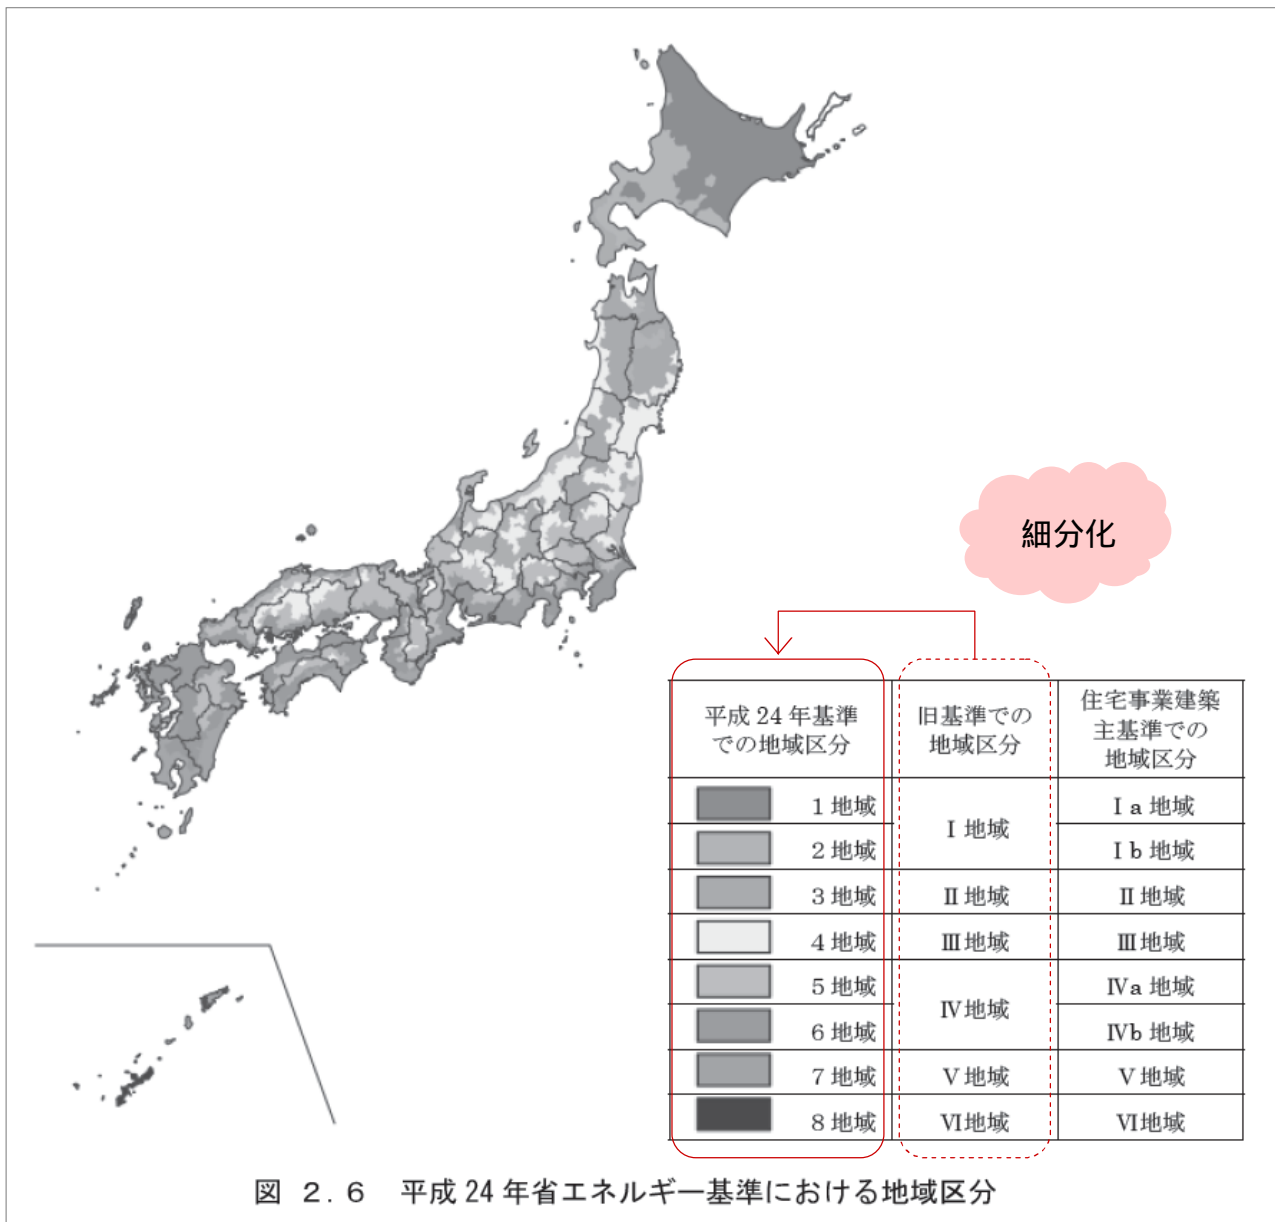 細分化
平成 24 年基準
での地域区分
旧基準での
地域区分
住宅事業建築
主基準での
地域区分
1 地域
Ⅰ 地域
Ⅰa 地域
2 地域
Ⅰb 地域
3 地域
Ⅱ 地域
Ⅱ 地域
4 地域
Ⅲ 地域
Ⅲ 地域
5 地域
Ⅳ 地域
Ⅳa 地域
6 地域
Ⅳb 地域
7 地域
Ⅴ 地域
Ⅴ 地域
8 地域
Ⅵ 地域
Ⅵ 地域
図 2.6 平成 24 年省エネルギー基準における地域区分